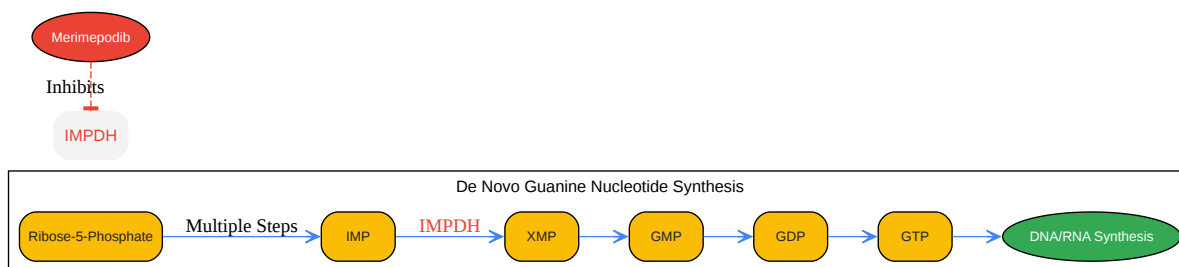 Merimepodib
Inhibits
IMPDH
De Novo Guanine Nucleotide Synthesis
Ribose-5-Phosphate
Multiple Steps
IMP
IMPDH
XMP
GMP
GDP
GTP
DNA/RNA Synthesis